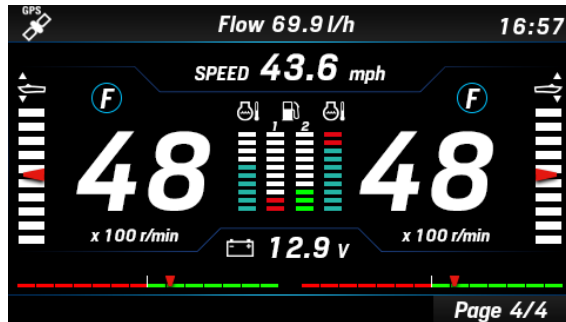 GPS
Flow 69.9 l/h
16:57
SPEED 43.6 mph
F
F
1 2
48
48
x 100 r/min
x 100 r/min
12.9 v
Page 4/4